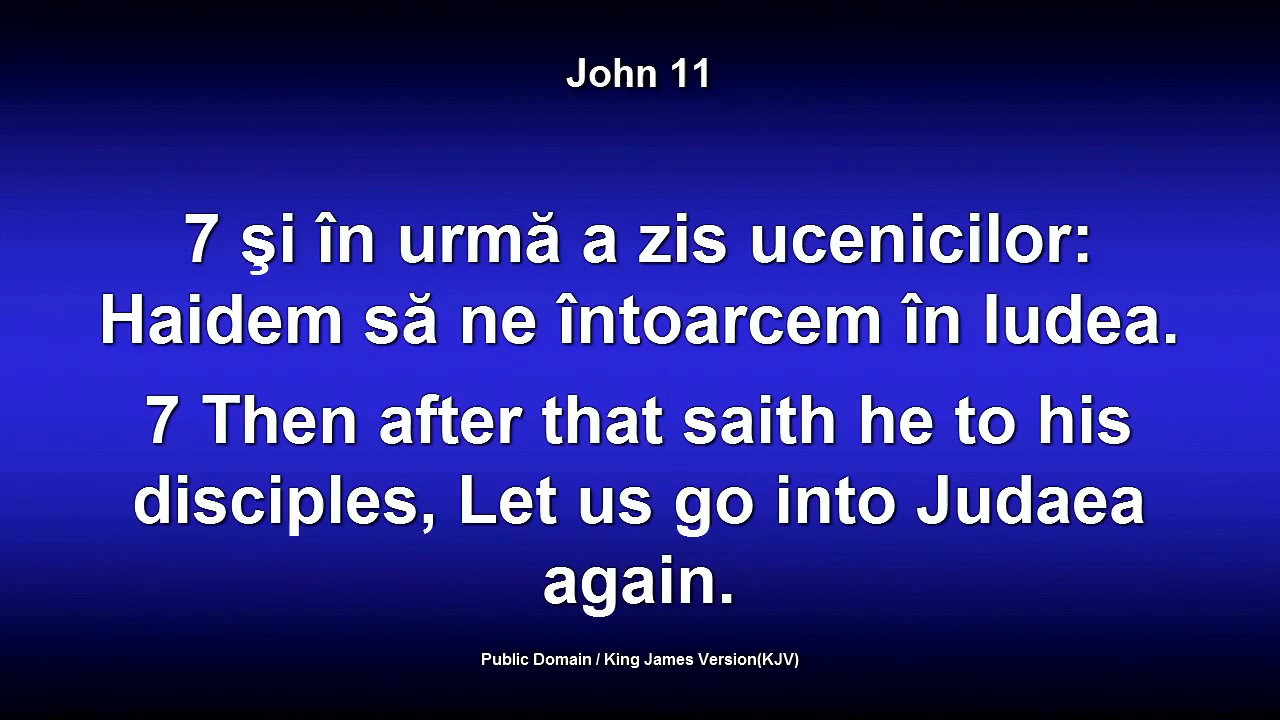 John 11
7 şi în urmă a zis ucenicilor:
Haidem să ne întoarcem în Iudea.
7 Then after that saith he to his
disciples, Let us go into Judaea
again.
Public Domain / King James Version(KJV)